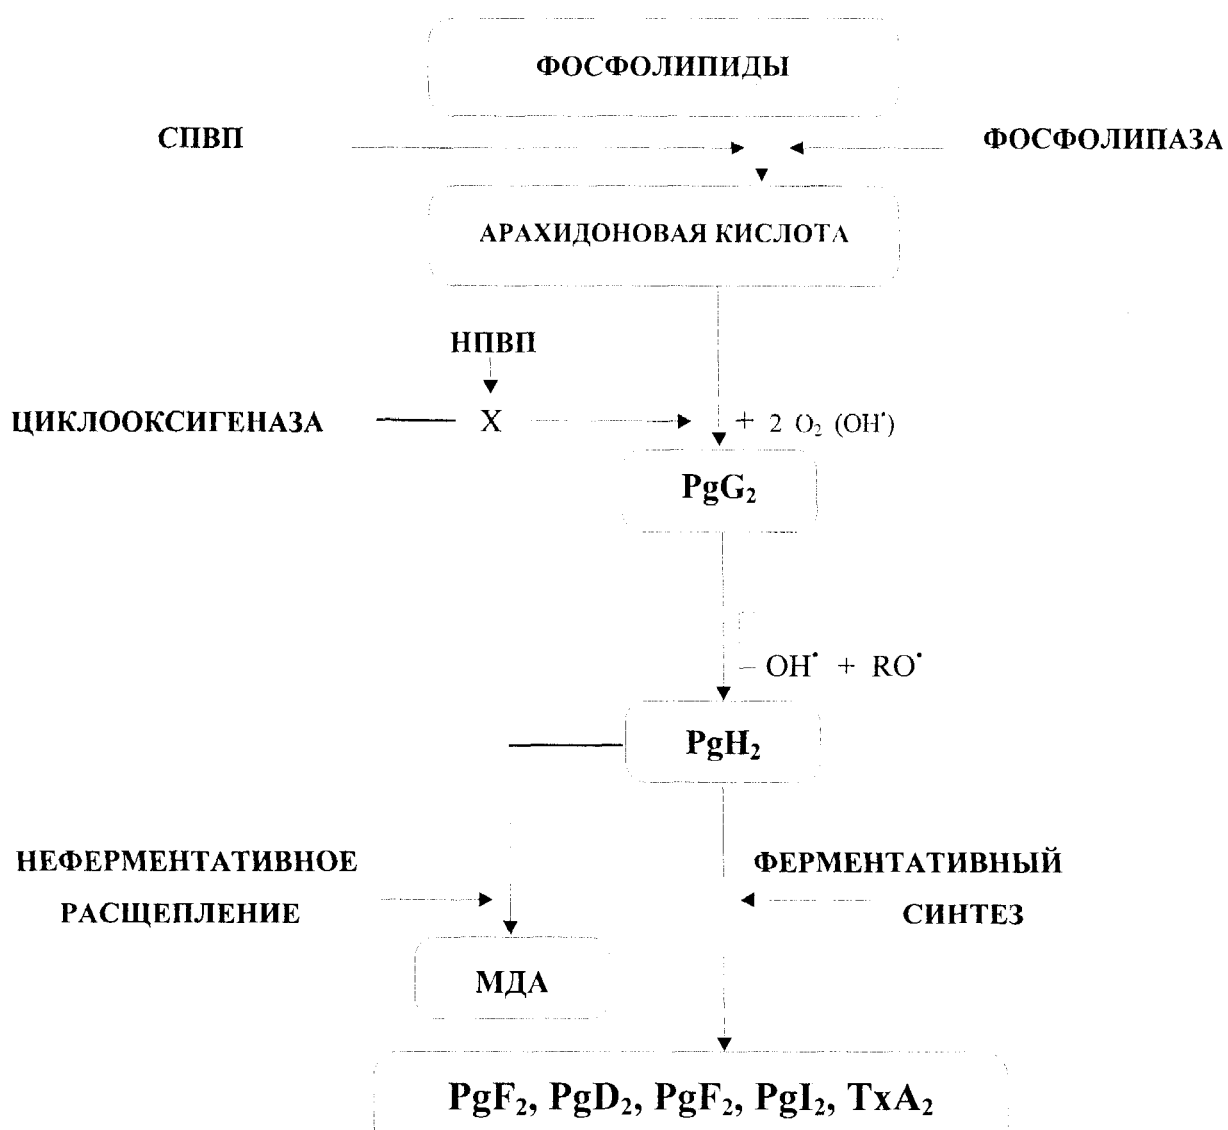 ФОСФОЛИПИДЫ
СПВП
ФОСФОЛИПАЗА
АРАХИДОНОВАЯ КИСЛОТА
НПВП
ЦИКЛООКСИГЕНАЗА
X
+ 2 O₂ (OH•)
PgG₂
– OH• + RO•
PgH₂
НЕФЕРМЕНТАТИВНОЕ
РАСЩЕПЛЕНИЕ
ФЕРМЕНТАТИВНЫЙ
СИНТЕЗ
МДА
PgF₂, PgD₂, PgF₂, PgI₂, TxA₂